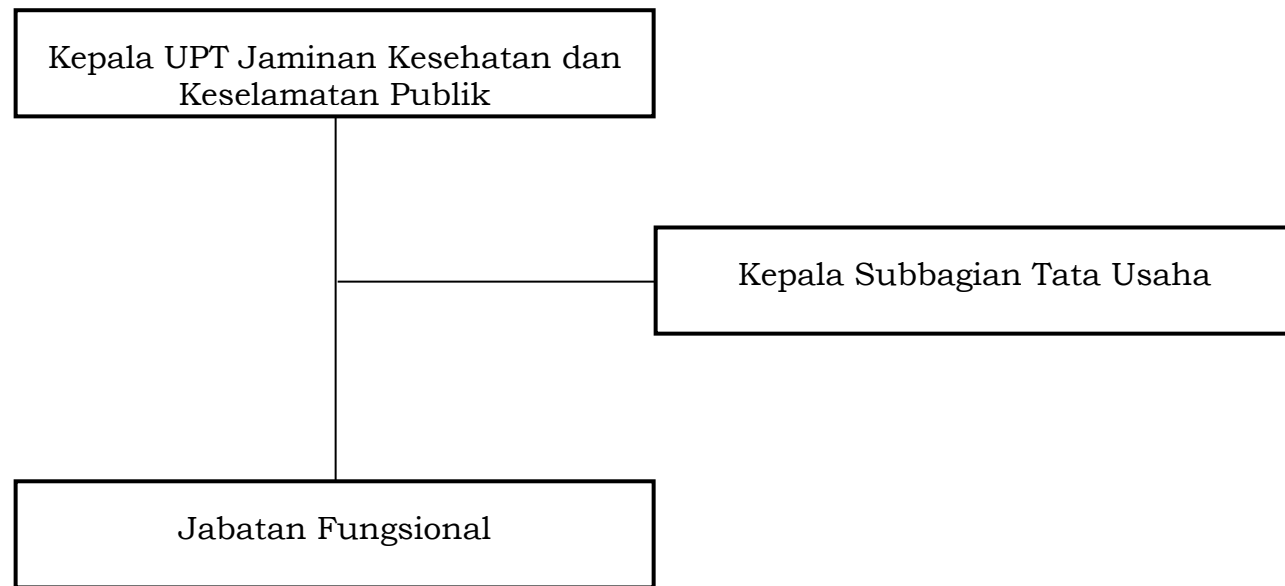 Kepala UPT Jaminan Kesehatan dan
Keselamatan Publik
Kepala Subbagian Tata Usaha
Jabatan Fungsional